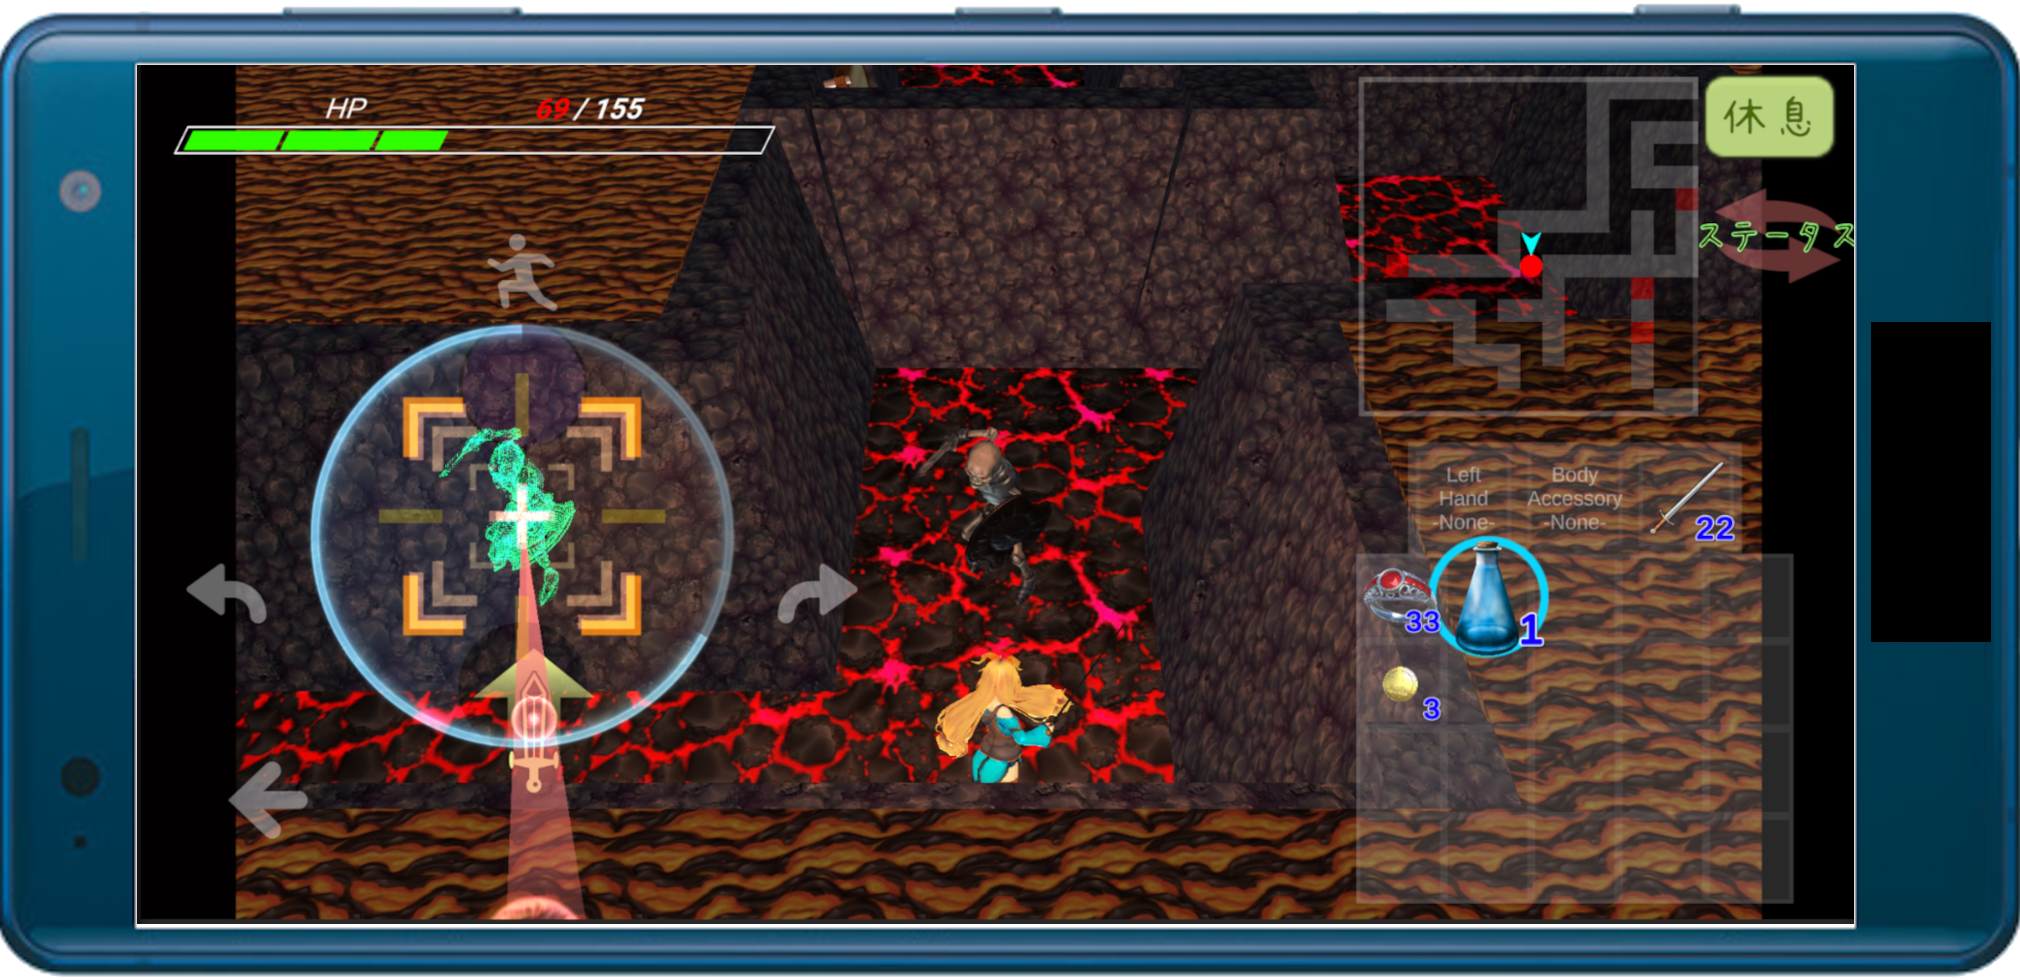 HP 69 / 155
休息
ステータス
Left
Hand
-None-
Body
Accessory
-None-
22
33
1
3